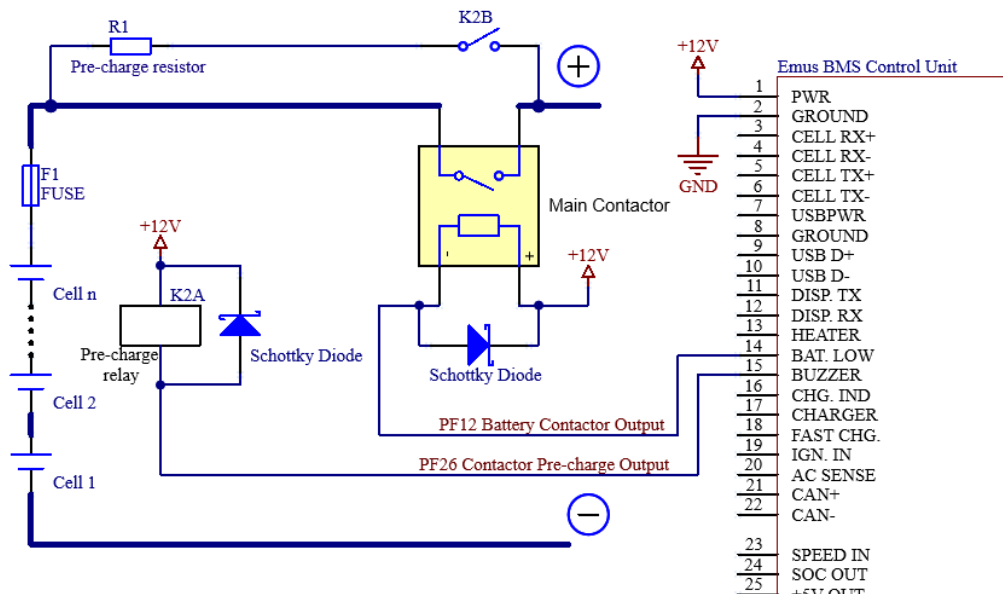 R1
K2B
Pre-charge resistor
+12V
Emus BMS Control Unit
1 PWR
2 GROUND
3 CELL RX+
4 CELL RX-
5 CELL TX+
6 CELL TX-
7 USBPWR
8 GROUND
9 USB D+
10 USB D-
11 DISP. TX
12 DISP. RX
13 HEATER
14 BAT. LOW
15 BUZZER
16 CHG. IND
17 CHARGER
18 FAST CHG.
19 IGN. IN
20 AC SENSE
21 CAN+
22 CAN-
23 SPEED IN
24 SOC OUT
25 +5V OUT
GND
F1
FUSE
Main Contactor
- +
+12V
+12V
Cell n
K2A
Pre-charge
relay
Schottky Diode
Schottky Diode
Cell 2
PF12 Battery Contactor Output
PF26 Contactor Pre-charge Output
Cell 1